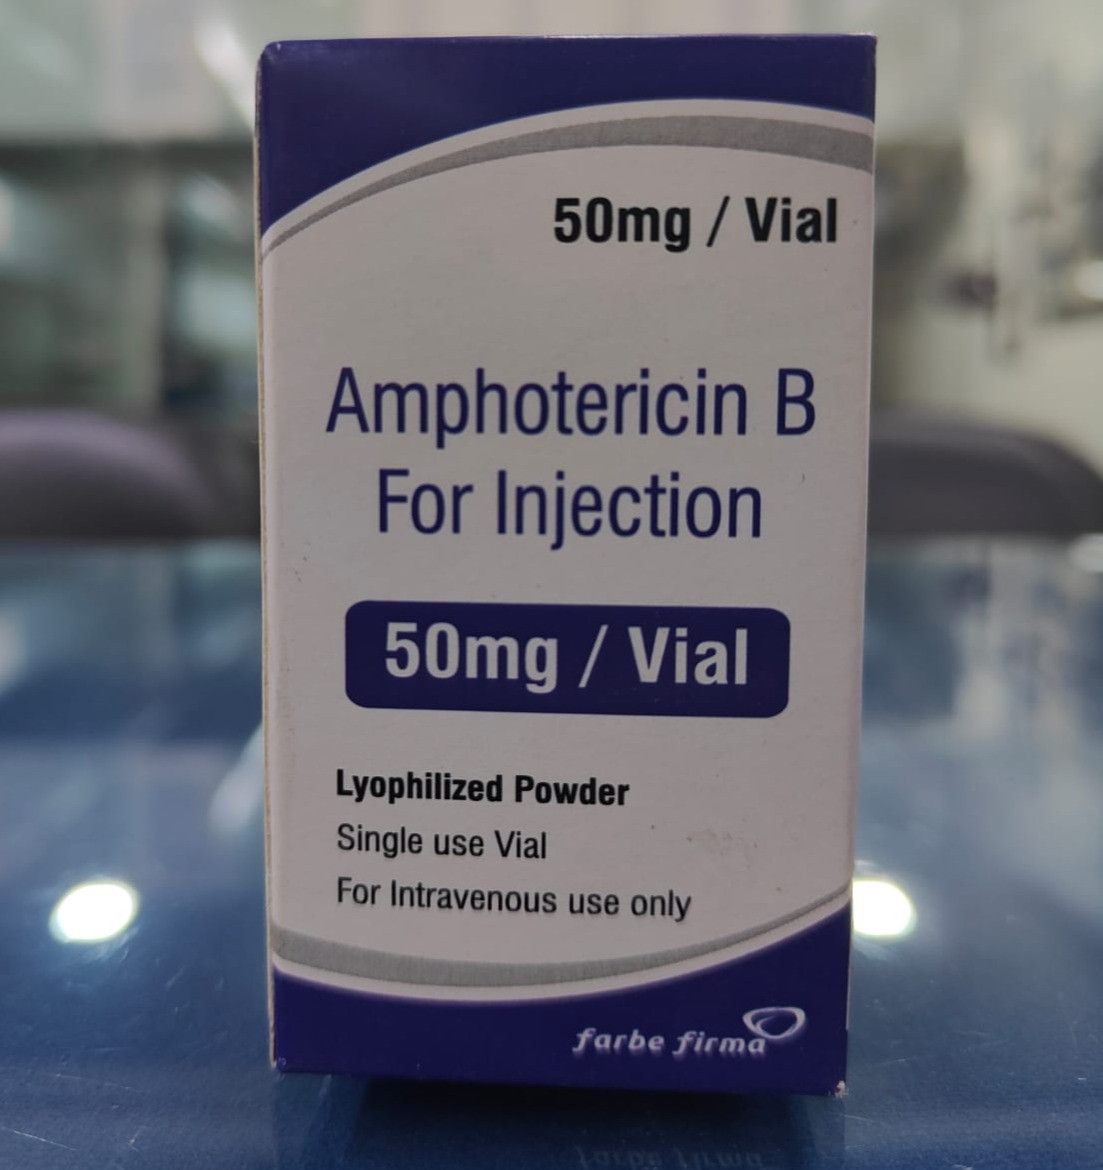 50mg / Vial
Amphotericin B
For Injection
50mg / Vial
Lyophilized Powder
Single use Vial
For Intravenous use only
farbe firma